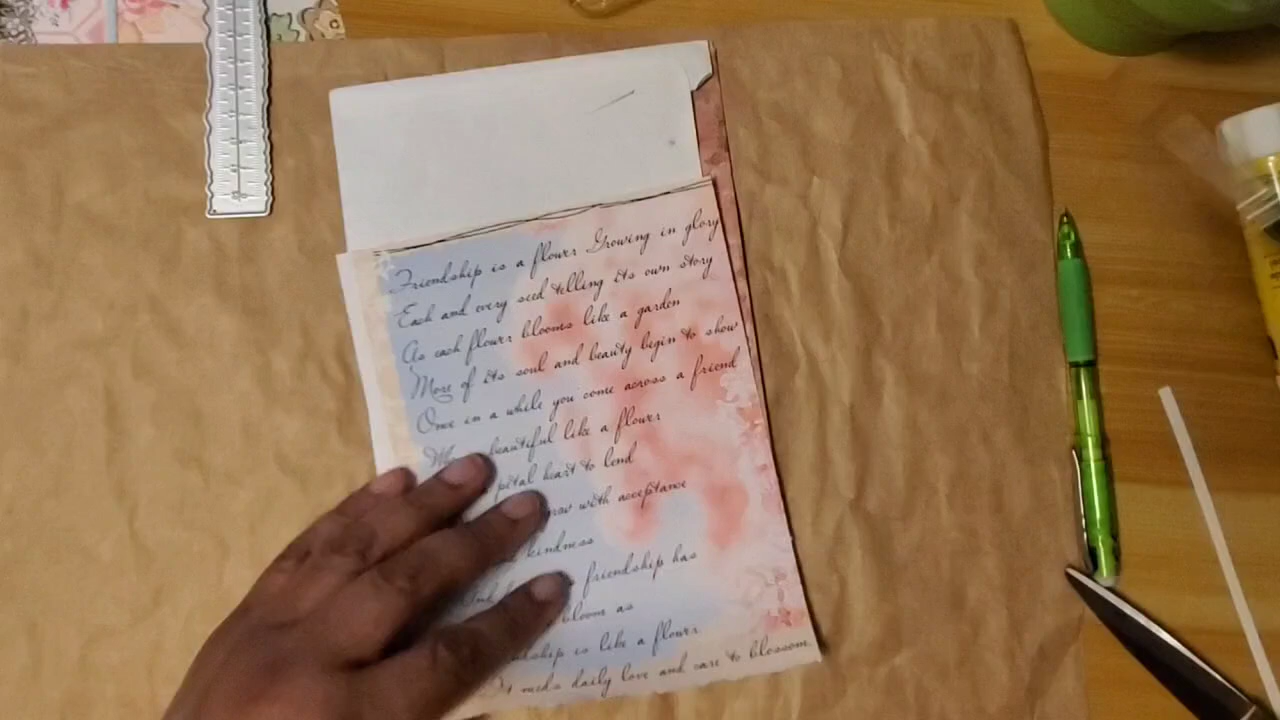 Friendship is a flower Growing in glory
Each and every seed telling its own story
As each flower blooms like a garden
More of its soul and beauty begin to show
Once in a while you come across a friend
beautiful like a flower
petal heart to lend
with acceptance
kindness
friendship has
bloom as
is like a flower
It needs daily love and care to blossom.